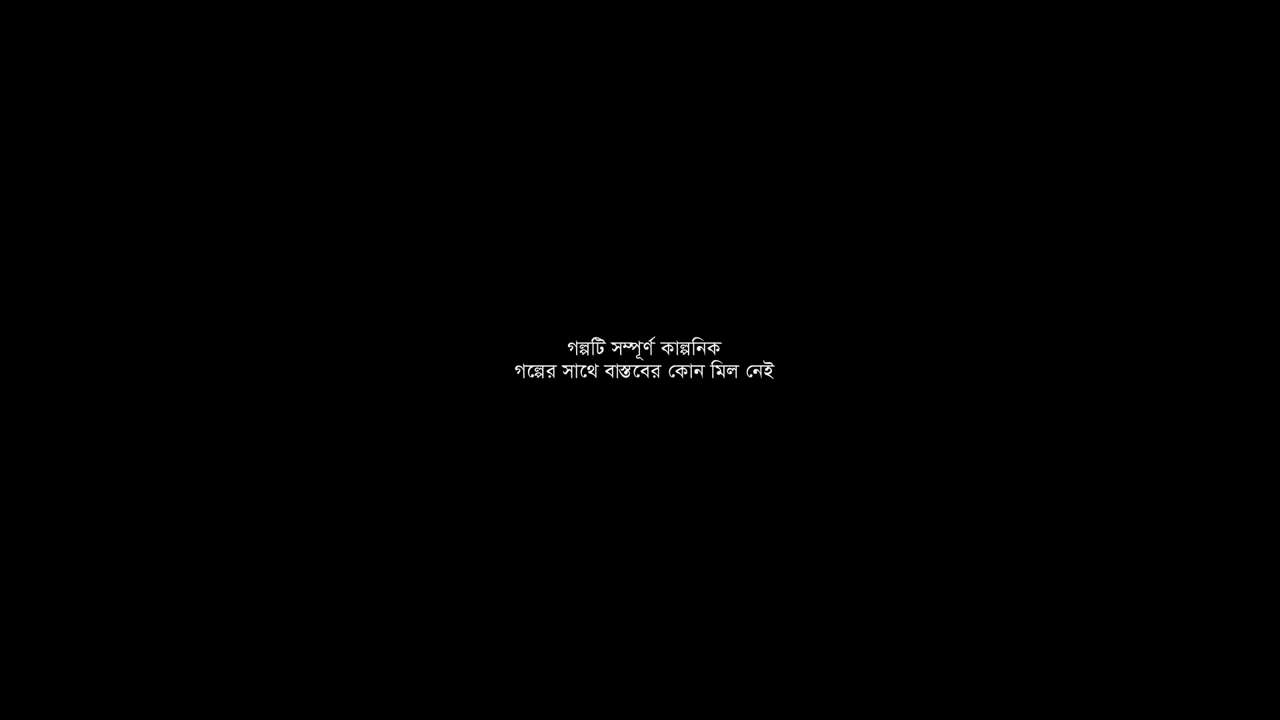 গল্পটি সম্পূর্ণ কাল্পনিক
গল্পের সাথে বাস্তবের কোন মিল নেই